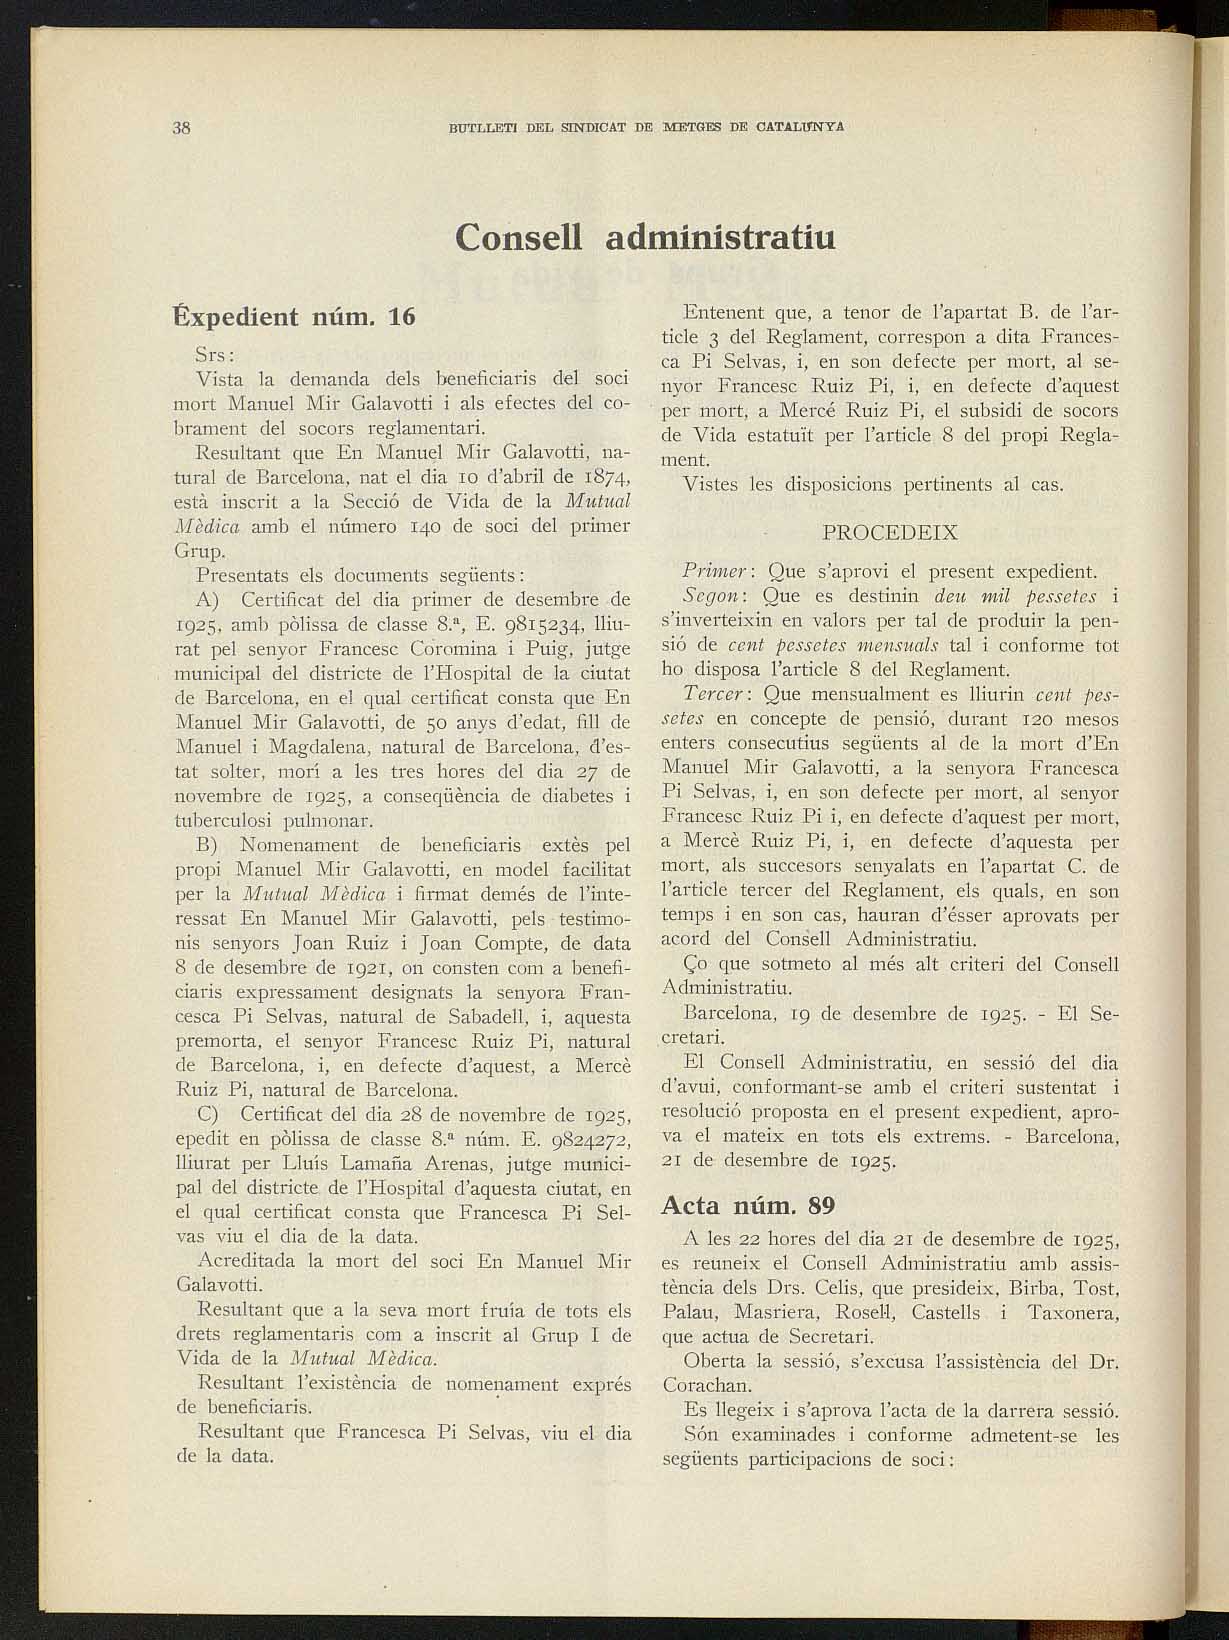 38
BUTLLETI DEL SINDICAT DE METGES DE CATALUNYA
Consell administratiu
Éxpedient núm. 16
Srs:
Vista la demanda dels beneficiaris del soci
mort Manuel Mir Galavotti i als efectes del co-
brament del socors reglamentari.
Resultant que En Manuel Mir Galavotti, na-
tural de Barcelona, nat el dia 10 d'abril de 1874,
està inscrit a la Secció de Vida de la Mutual
Mèdica amb el número 140 de soci del primer
Grup.
Presentats els documents següents:
A) Certificat del dia primer de desembre de
1925, amb pòlissa de classe 8.ª, E. 9815234, lliu-
rat pel senyor Francesc Coromina i Puig, jutge
municipal del districte de l'Hospital de la ciutat
de Barcelona, en el qual certificat consta que En
Manuel Mir Galavotti, de 50 anys d'edat, fill de
Manuel i Magdalena, natural de Barcelona, d'es-
tat solter, morí a les tres hores del dia 27 de
novembre de 1925, a conseqüència de diabetes i
tuberculosi pulmonar.
B) Nomenament de beneficiaris extès pel
propi Manuel Mir Galavotti, en model facilitat
per la Mutual Mèdica i firmat demés de l'inte-
ressat En Manuel Mir Galavotti, pels testimo-
nis senyors Joan Ruiz i Joan Compte, de data
8 de desembre de 1921, on consten com a benefi-
ciaris expressament designats la senyora Fran-
cesca Pi Selvas, natural de Sabadell, i, aquesta
premorta, el senyor Francesc Ruiz Pi, natural
de Barcelona, i, en defecte d'aquest, a Mercè
Ruiz Pi, natural de Barcelona.
C) Certificat del dia 28 de novembre de 1925,
epedit en pòlissa de classe 8.ª núm. E. 9824272,
lliurat per Lluís Lamaña Arenas, jutge munici-
pal del districte de l'Hospital d'aquesta ciutat, en
el qual certificat consta que Francesca Pi Sel-
vas viu el dia de la data.
Acreditada la mort del soci En Manuel Mir
Galavotti.
Resultant que a la seva mort fruía de tots els
drets reglamentaris com a inscrit al Grup I de
Vida de la Mutual Mèdica.
Resultant l'existència de nomenament exprés
de beneficiaris.
Resultant que Francesca Pi Selvas, viu el dia
de la data.
Entenent que, a tenor de l'apartat B. de l'ar-
ticle 3 del Reglament, correspon a dita Frances-
ca Pi Selvas, i, en son defecte per mort, al se-
nyor Francesc Ruiz Pi, i, en defecte d'aquest
per mort, a Mercé Ruiz Pi, el subsidi de socors
de Vida estatuït per l'article 8 del propi Regla-
ment.
Vistes les disposicions pertinents al cas.
PROCEDEIX
Primer: Que s'aprovi el present expedient.
Segon: Que es destinin deu mil pessetes i
s'inverteixin en valors per tal de produir la pen-
sió de cent pessetes mensuals tal i conforme tot
ho disposa l'article 8 del Reglament.
Tercer: Que mensualment es lliurin cent pes-
setes en concepte de pensió, durant 120 mesos
enters consecutius següents al de la mort d'En
Manuel Mir Galavotti, a la senyora Francesca
Pi Selvas, i, en son defecte per mort, al senyor
Francesc Ruiz Pi i, en defecte d'aquest per mort,
a Mercè Ruiz Pi, i, en defecte d'aquesta per
mort, als successors senyalats en l'apartat C. de
l'article tercer del Reglament, els quals, en son
temps i en son cas, hauran d'ésser aprovats per
acord del Consell Administratiu.
Ço que sotmeto al més alt criteri del Consell
Administratiu.
Barcelona, 19 de desembre de 1925. - El Se-
cretari.
El Consell Administratiu, en sessió del dia
d'avui, conformant-se amb el criteri sustentat i
resolució proposta en el present expedient, apro-
va el mateix en tots els extrems. - Barcelona,
21 de desembre de 1925.
Acta núm. 89
A les 22 hores del dia 21 de desembre de 1925,
es reuneix el Consell Administratiu amb assis-
tència dels Drs. Celis, que presideix, Birba, Tost,
Palau, Masriera, Rosell, Castells i Taxonera,
que actua de Secretari.
Oberta la sessió, s'excusa l'assistència del Dr.
Corachan.
Es llegeix i s'aprova l'acta de la darrera sessió.
Són examinades i conforme admetent-se les
següents participacions de soci: